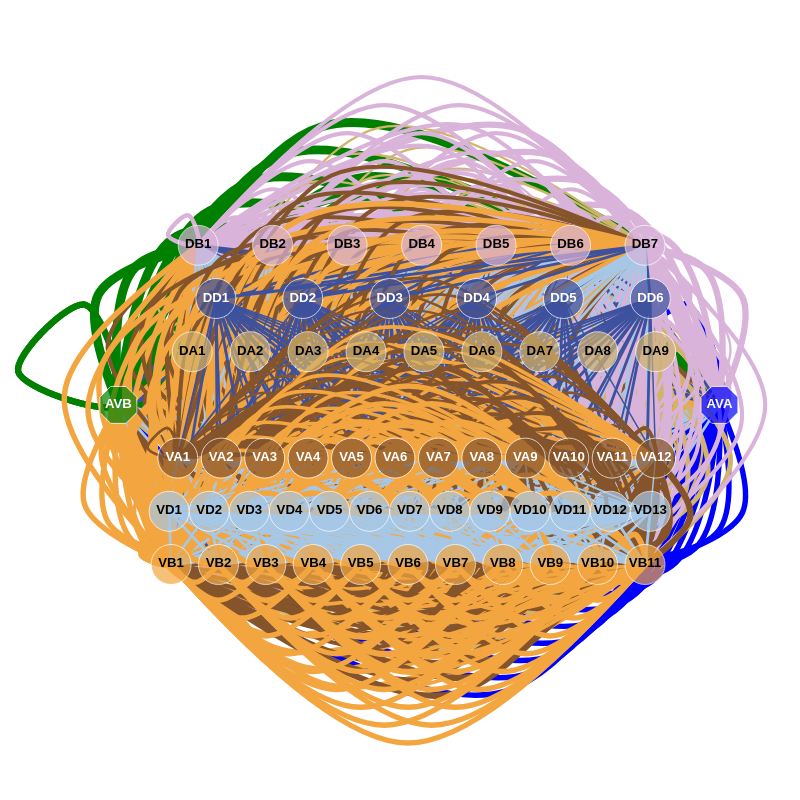 DB1 DB2 DB3 DB4 DB5 DB6 DB7
DD1 DD2 DD3 DD4 DD5 DD6
DA1 DA2 DA3 DA4 DA5 DA6 DA7 DA8 DA9
AVB AVA
VA1 VA2 VA3 VA4 VA5 VA6 VA7 VA8 VA9 VA10 VA11 VA12
VD1 VD2 VD3 VD4 VD5 VD6 VD7 VD8 VD9 VD10 VD11 VD12 VD13
VB1 VB2 VB3 VB4 VB5 VB6 VB7 VB8 VB9 VB10 VB11